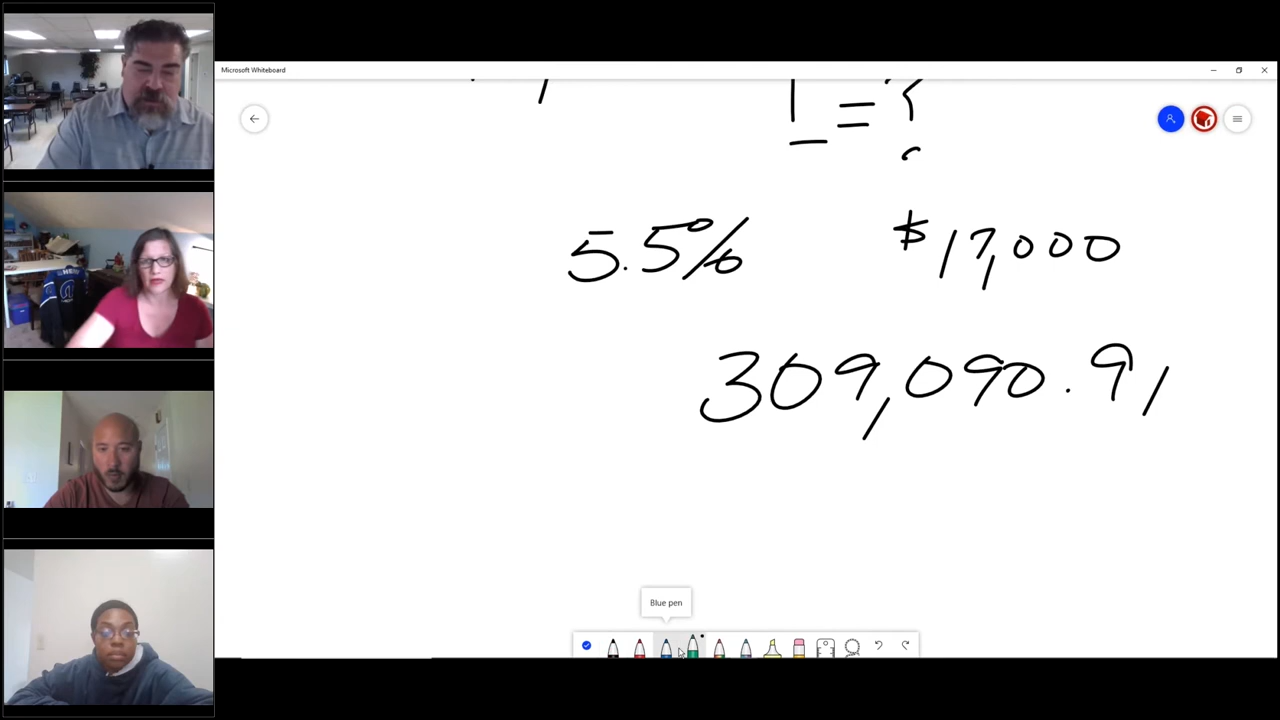 Microsoft Whiteboard
I = ?
5.5% $17,000
309,090.91
Blue pen